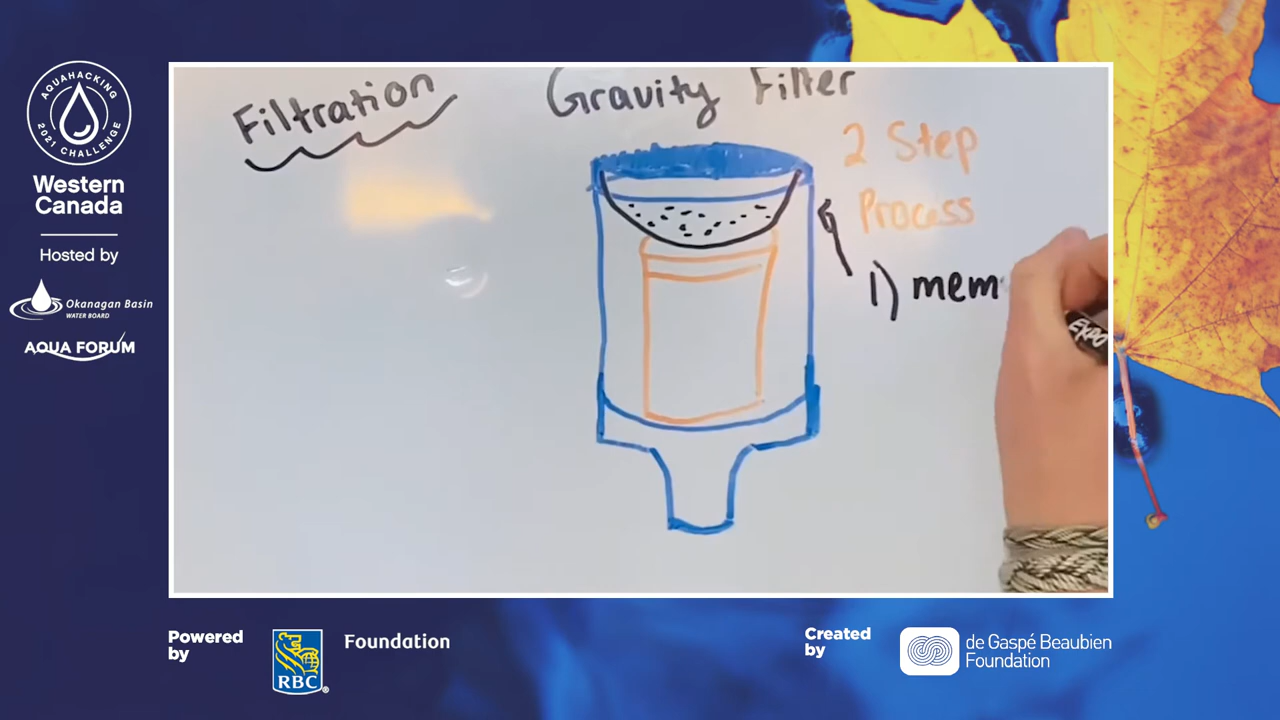 AQUAHACKING
2021 CHALLENGE
Western
Canada
Hosted by
Okanagan Basin
WATER BOARD
AQUA FORUM
Filtration
Gravity Filter
2 Step
Process
1) mem
EXPO
Powered
by
RBC
®
Foundation
Created
by
de Gaspé Beaubien
Foundation